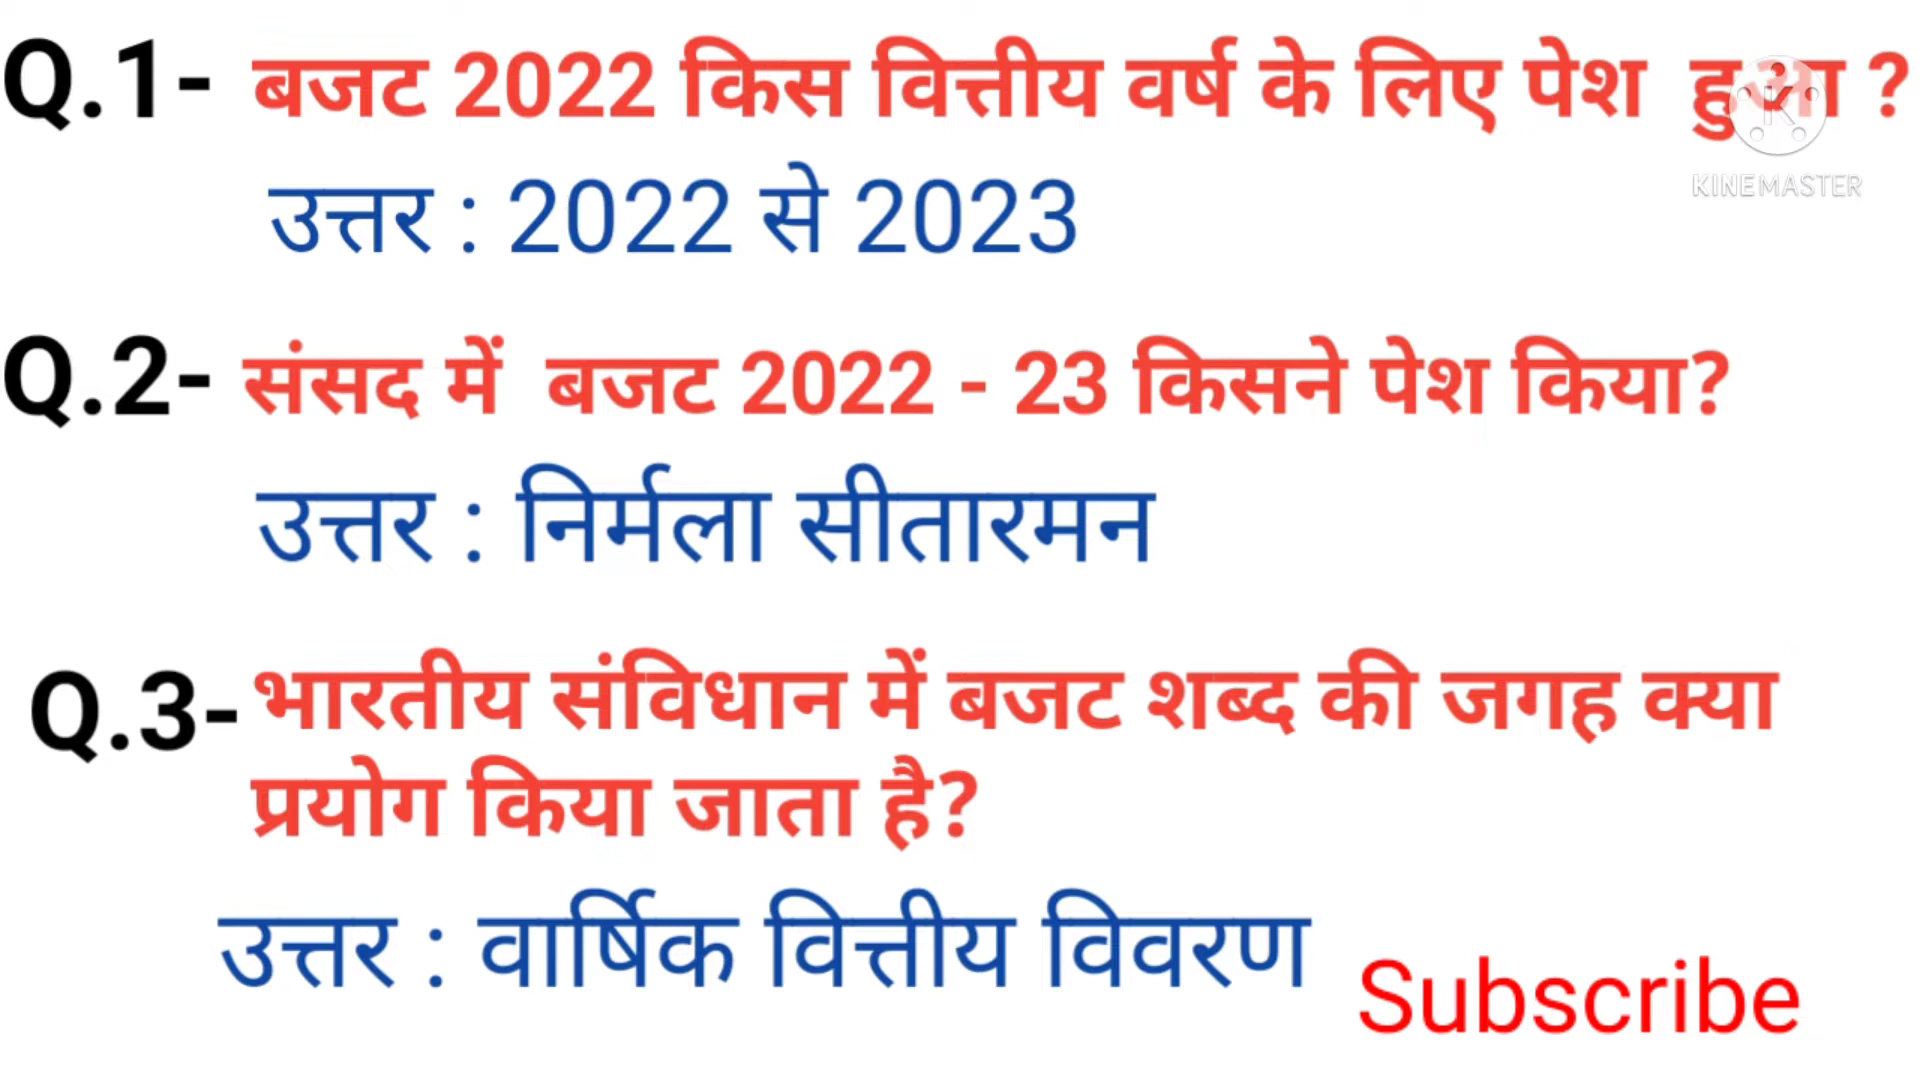 Q.1- बजट 2022 किस वित्तीय वर्ष के लिए पेश हुआ ?
KINEMASTER
उत्तर : 2022 से 2023
Q.2- संसद में बजट 2022 - 23 किसने पेश किया?
उत्तर : निर्मला सीतारमन
Q.3- भारतीय संविधान में बजट शब्द की जगह क्या
प्रयोग किया जाता है?
उत्तर : वार्षिक वित्तीय विवरण
Subscribe